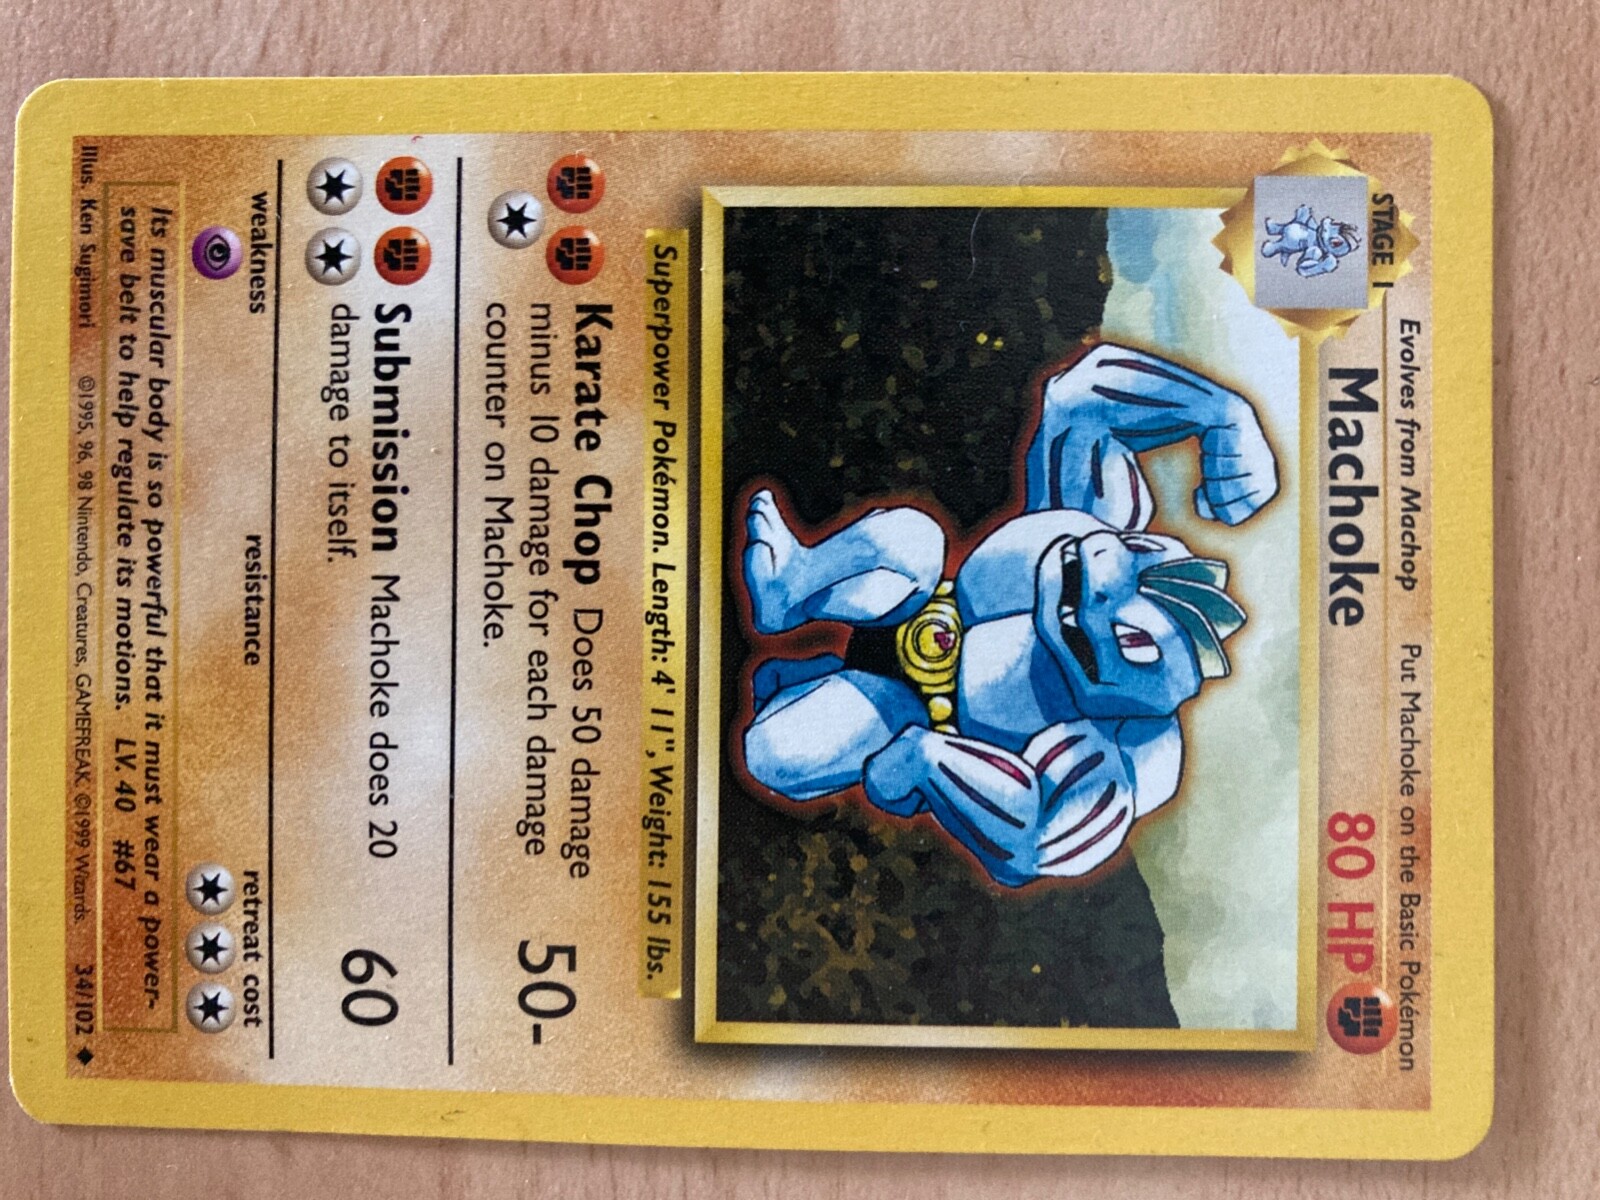 STAGE 1
Evolves from Machop
Put Machoke on the Basic Pokémon
Machoke
80 HP
Superpower Pokémon. Length: 4' 11", Weight: 155 lbs.
Karate Chop Does 50 damage
minus 10 damage for each damage
counter on Machoke.
50-
Submission Machoke does 20
damage to itself.
60
weakness
resistance
retreat cost
Its muscular body is so powerful that it must wear a power-
save belt to help regulate its motions. LV. 40 #67
Illus. Ken Sugimori ©1995, 96, 98 Nintendo, Creatures, GAMEFREAK. ©1999 Wizards. 34/102